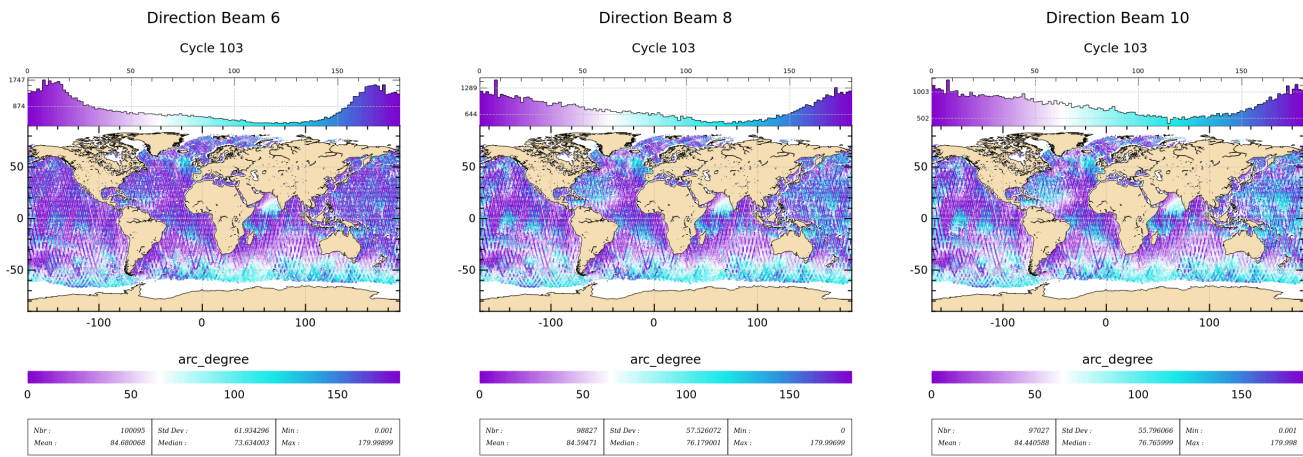 Direction Beam 6
Cycle 103
0 50 100 150
1747
874
50
0
-50
-100 0 100
arc_degree
0 50 100 150
Nbr : 100095 Std Dev : 61.934296 Min : 0.001
Mean : 84.680068 Median : 73.634003 Max : 179.99899
Direction Beam 8
Cycle 103
0 50 100 150
1289
644
50
0
-50
-100 0 100
arc_degree
0 50 100 150
Nbr : 98827 Std Dev : 57.526072 Min : 0
Mean : 84.59471 Median : 76.179001 Max : 179.99699
Direction Beam 10
Cycle 103
0 50 100 150
1003
502
50
0
-50
-100 0 100
arc_degree
0 50 100 150
Nbr : 97027 Std Dev : 55.796066 Min : 0.001
Mean : 84.440588 Median : 76.765999 Max : 179.998